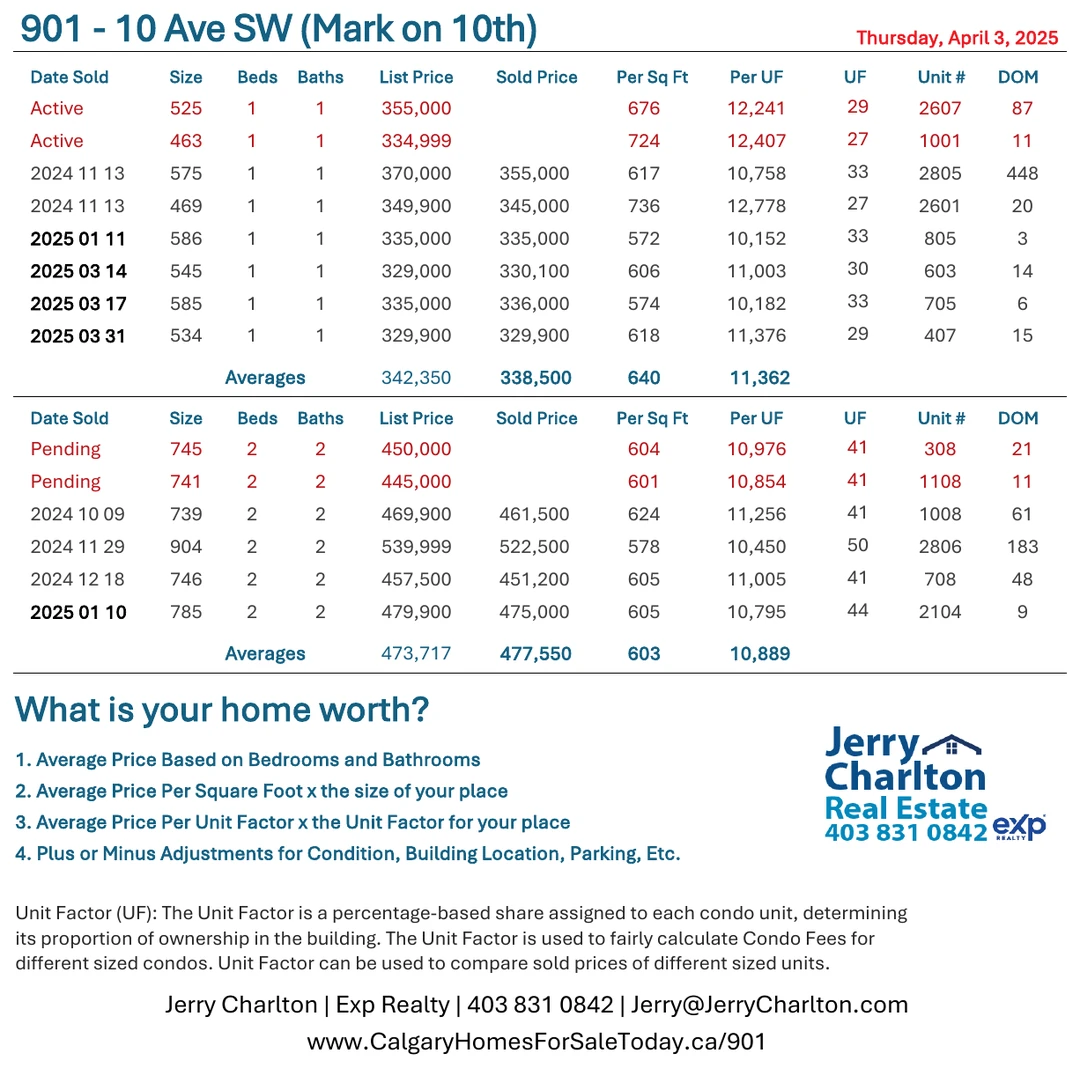 901 - 10 Ave SW (Mark on 10th)
Thursday, April 3, 2025
Date Sold Size Beds Baths List Price Sold Price Per Sq Ft Per UF UF Unit # DOM
Active 525 1 1 355,000 676 12,241 29 2607 87
Active 463 1 1 334,999 724 12,407 27 1001 11
2024 11 13 575 1 1 370,000 355,000 617 10,758 33 2805 448
2024 11 13 469 1 1 349,900 345,000 736 12,778 27 2601 20
2025 01 11 586 1 1 335,000 335,000 572 10,152 33 805 3
2025 03 14 545 1 1 329,000 330,100 606 11,003 30 603 14
2025 03 17 585 1 1 335,000 336,000 574 10,182 33 705 6
2025 03 31 534 1 1 329,900 329,900 618 11,376 29 407 15
Averages 342,350 338,500 640 11,362
Date Sold Size Beds Baths List Price Sold Price Per Sq Ft Per UF UF Unit # DOM
Pending 745 2 2 450,000 604 10,976 41 308 21
Pending 741 2 2 445,000 601 10,854 41 1108 11
2024 10 09 739 2 2 469,900 461,500 624 11,256 41 1008 61
2024 11 29 904 2 2 539,999 522,500 578 10,450 50 2806 183
2024 12 18 746 2 2 457,500 451,200 605 11,005 41 708 48
2025 01 10 785 2 2 479,900 475,000 605 10,795 44 2104 9
Averages 473,717 477,550 603 10,889
What is your home worth?
1. Average Price Based on Bedrooms and Bathrooms
2. Average Price Per Square Foot x the size of your place
3. Average Price Per Unit Factor x the Unit Factor for your place
4. Plus or Minus Adjustments for Condition, Building Location, Parking, Etc.
Jerry
Charlton
Real Estate
403 831 0842
exp
REALTY
Unit Factor (UF): The Unit Factor is a percentage-based share assigned to each condo unit, determining
its proportion of ownership in the building. The Unit Factor is used to fairly calculate Condo Fees for
different sized condos. Unit Factor can be used to compare sold prices of different sized units.
Jerry Charlton | Exp Realty | 403 831 0842 | Jerry@JerryCharlton.com
www.CalgaryHomesForSaleToday.ca/901